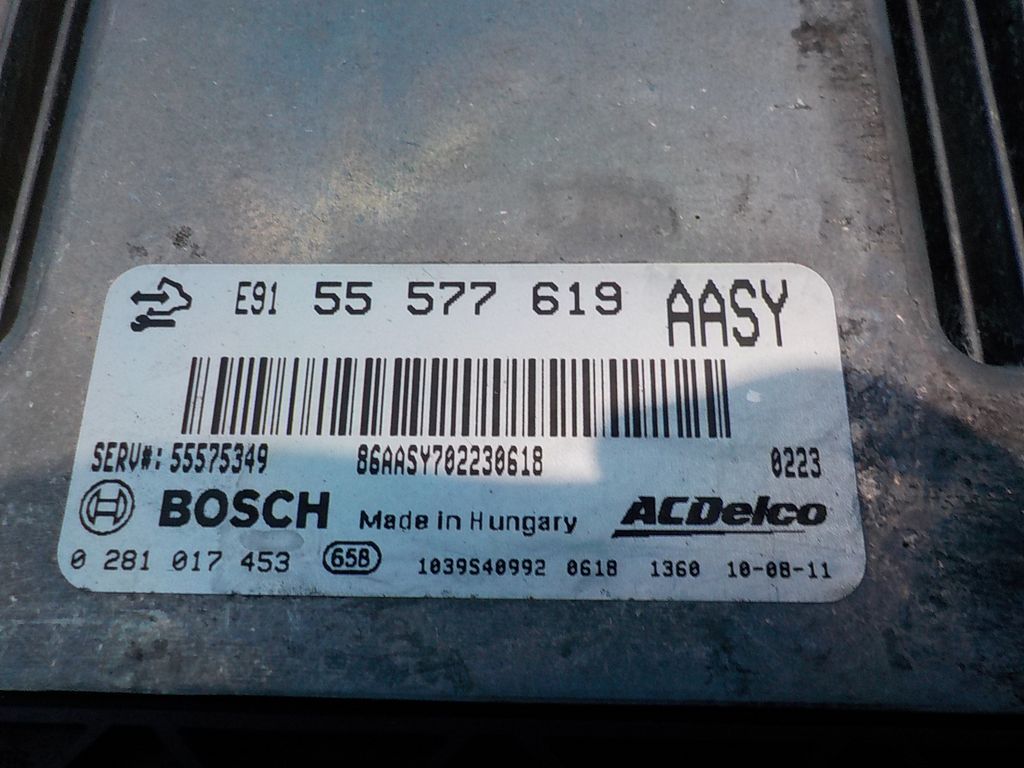 E91 55 577 619 AASY
SERV#: 55575349 86AASY702230618 0223
BOSCH Made in Hungary ACDelco
0 281 017 453 658 1039S40992 0618 1360 10-08-11